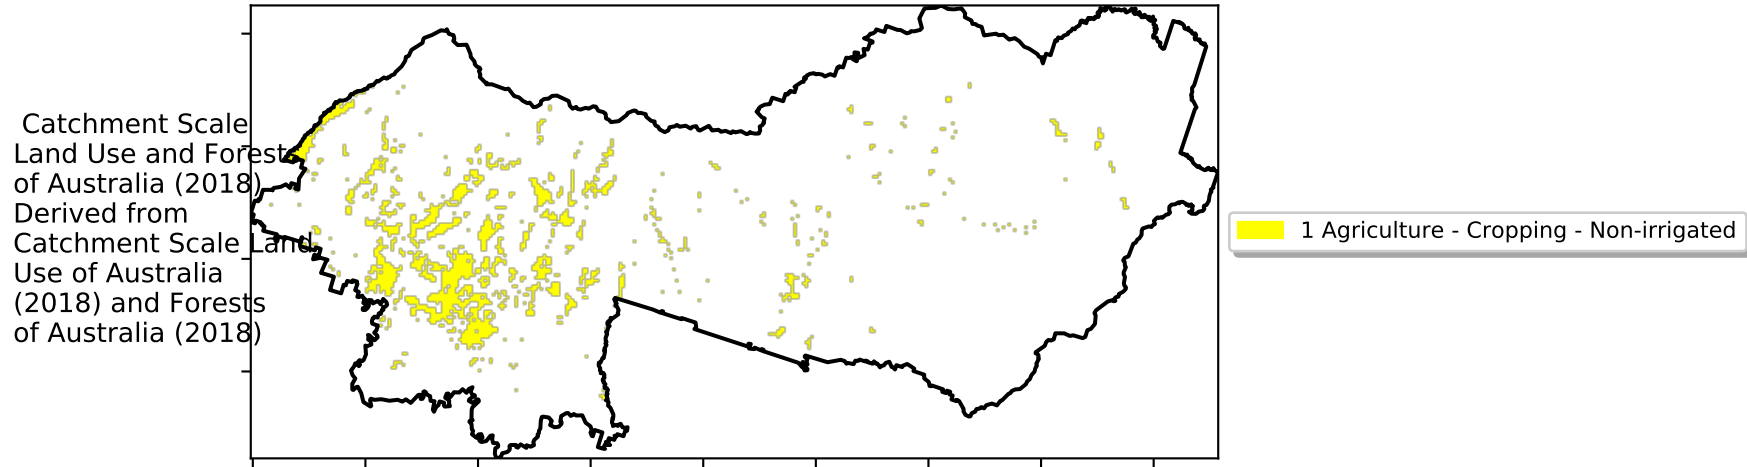 Catchment Scale
Land Use and Forests
of Australia (2018)
Derived from
Catchment Scale Land
Use of Australia
(2018) and Forests
of Australia (2018)
1 Agriculture - Cropping - Non-irrigated